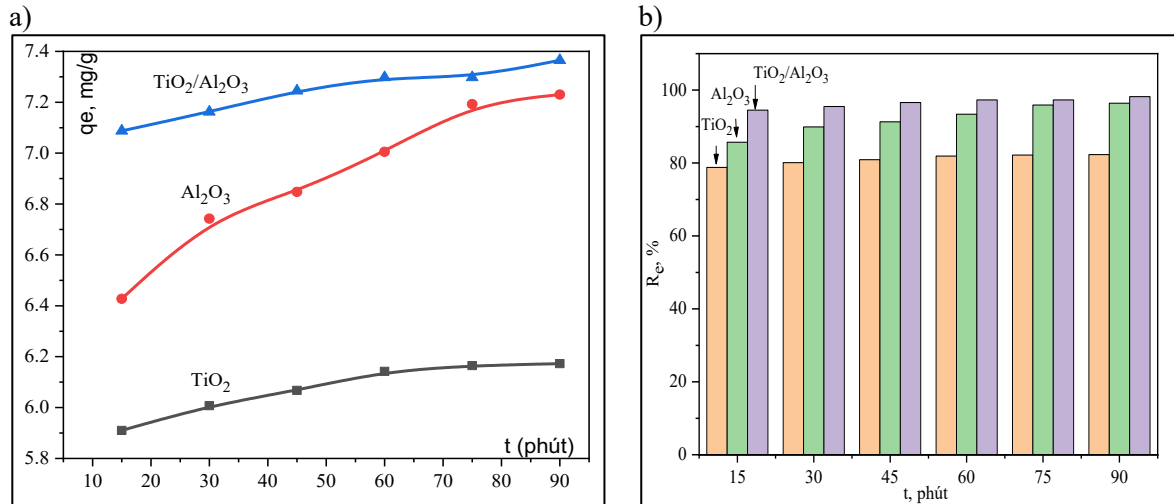 a)
7.4
7.2
7.0
6.8
6.6
6.4
6.2
6.0
5.8
qe, mg/g
TiO₂/Al₂O₃
Al₂O₃
TiO₂
t (phút)
10 20 30 40 50 60 70 80 90
b)
100
80
60
40
20
0
Rₑ, %
TiO₂/Al₂O₃
Al₂O₃
TiO₂
15 30 45 60 75 90
t, phút